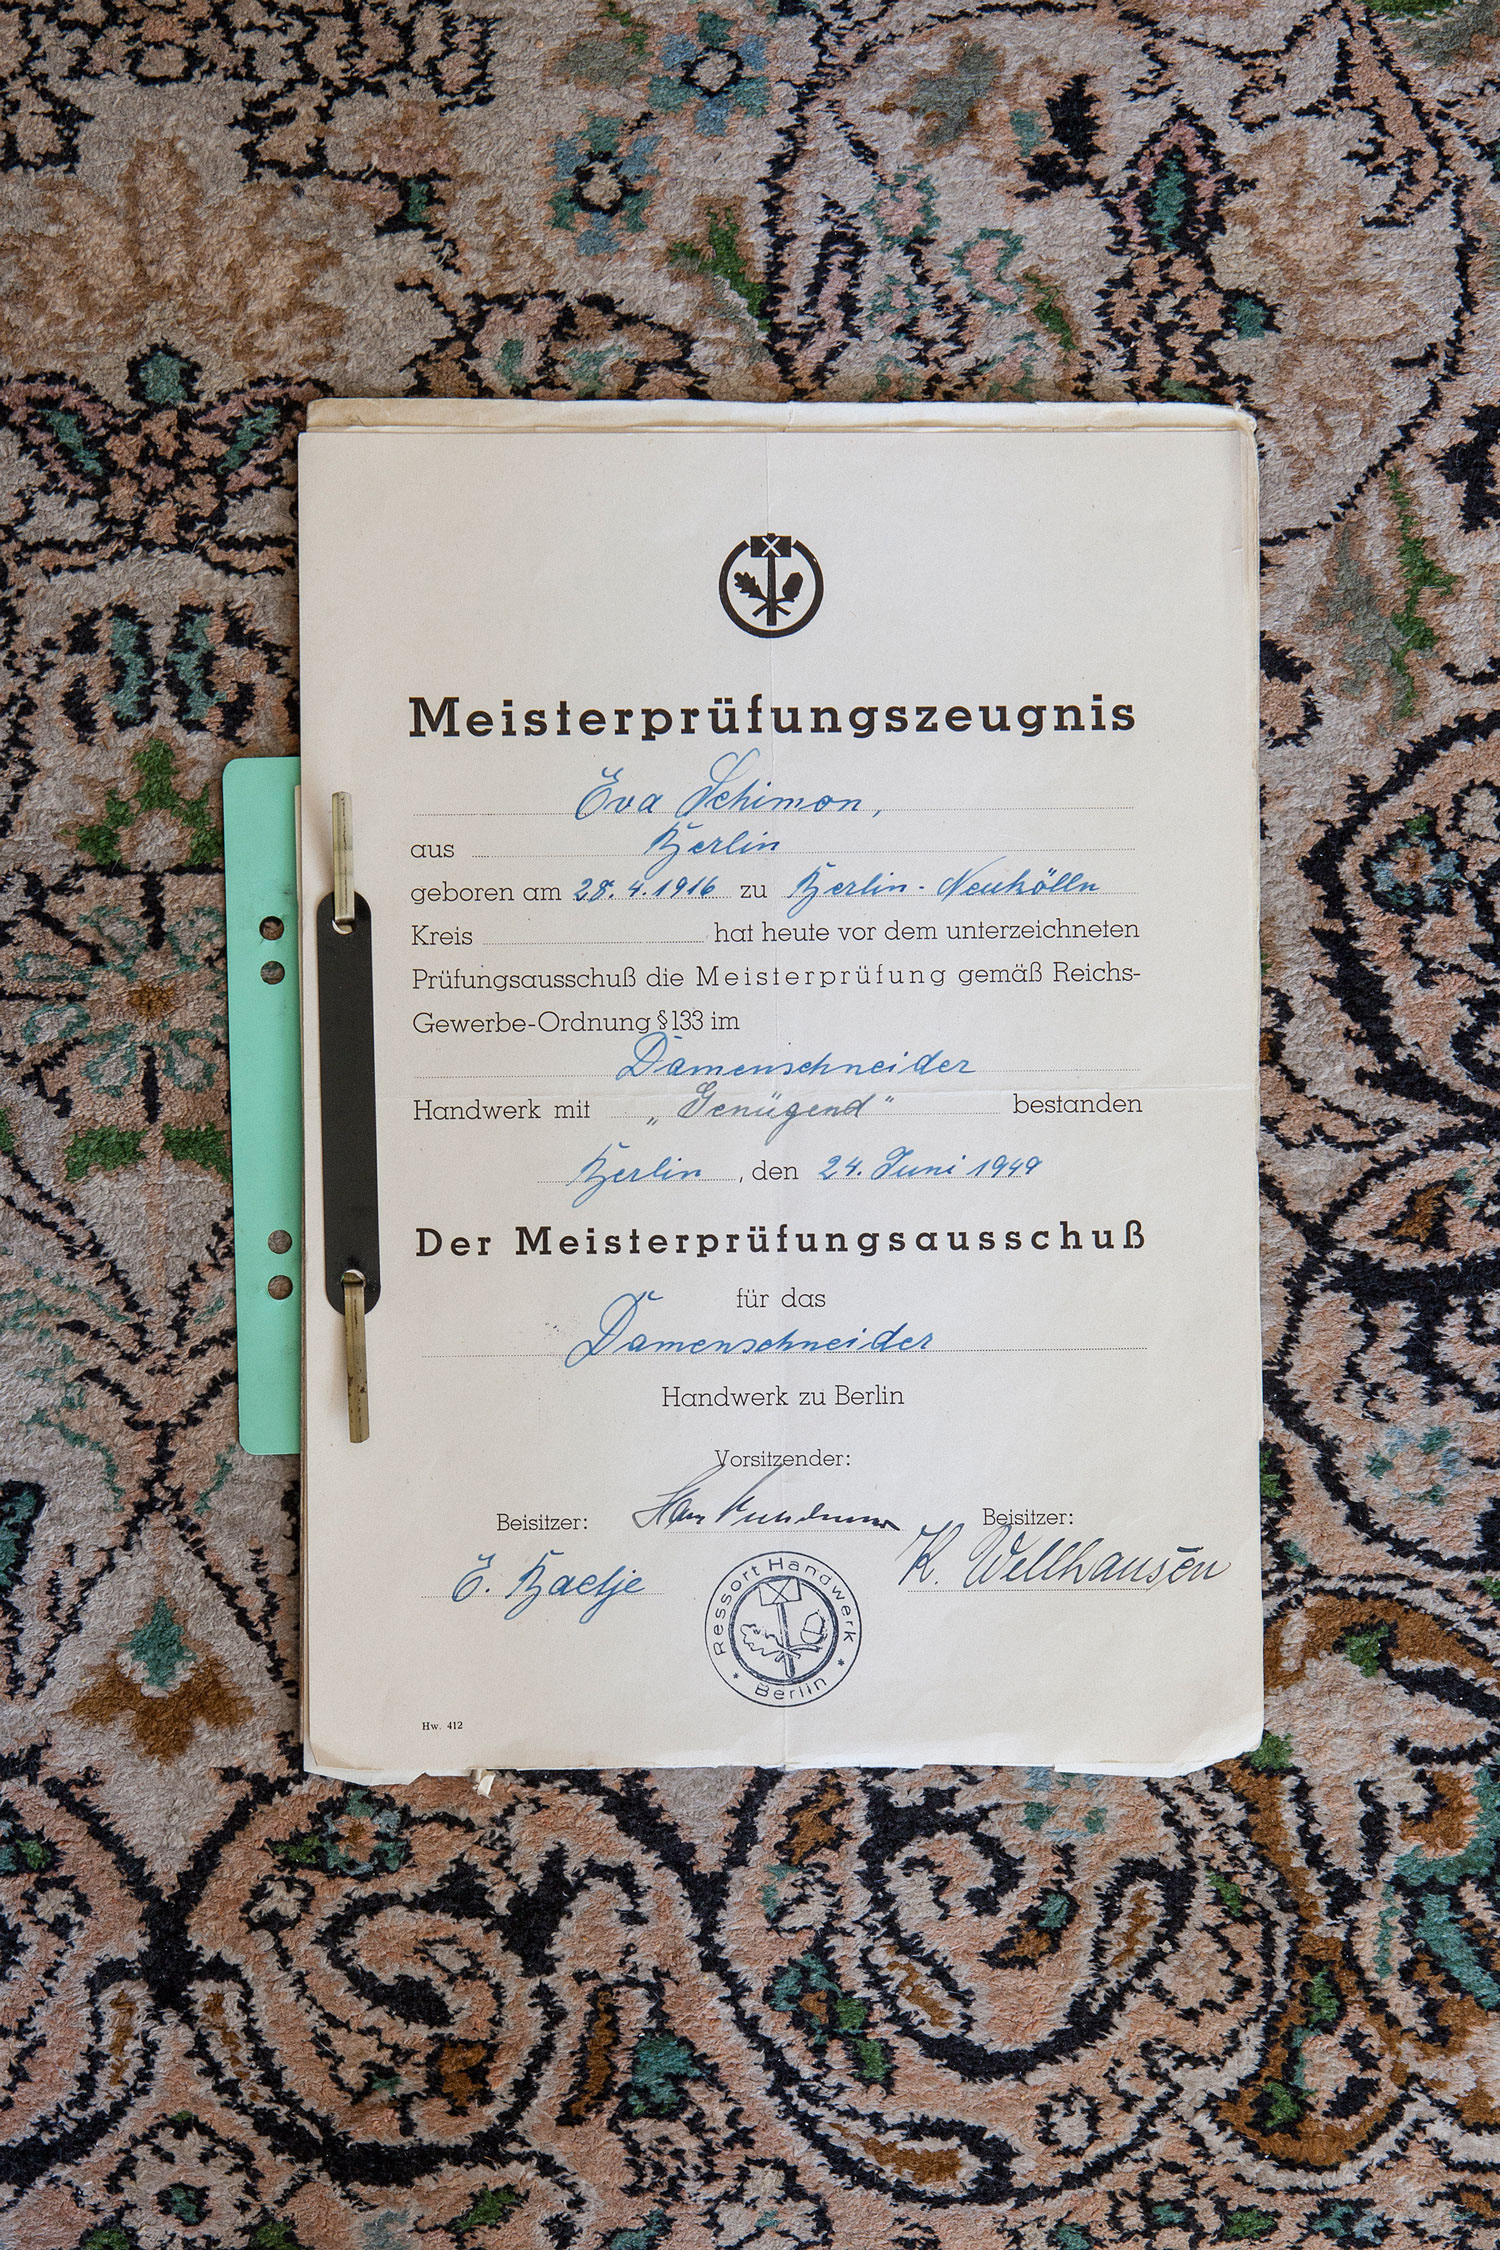 Meisterprüfungszeugnis
Eva Schimon,
aus Berlin
geboren am 28.4.1916 zu Berlin-Neukölln
Kreis hat heute vor dem unterzeichneten
Prüfungsausschuß die Meisterprüfung gemäß Reichs-
Gewerbe-Ordnung §133 im
Damenschneider
Handwerk mit "Genügend" bestanden
Berlin, den 24. Juni 1949
Der Meisterprüfungsausschuß
für das
Damenschneider
Handwerk zu Berlin
Vorsitzender:
Beisitzer: Beisitzer:
K. Wellhausen
Ressort Handwerk
* Berlin *
Hw. 412